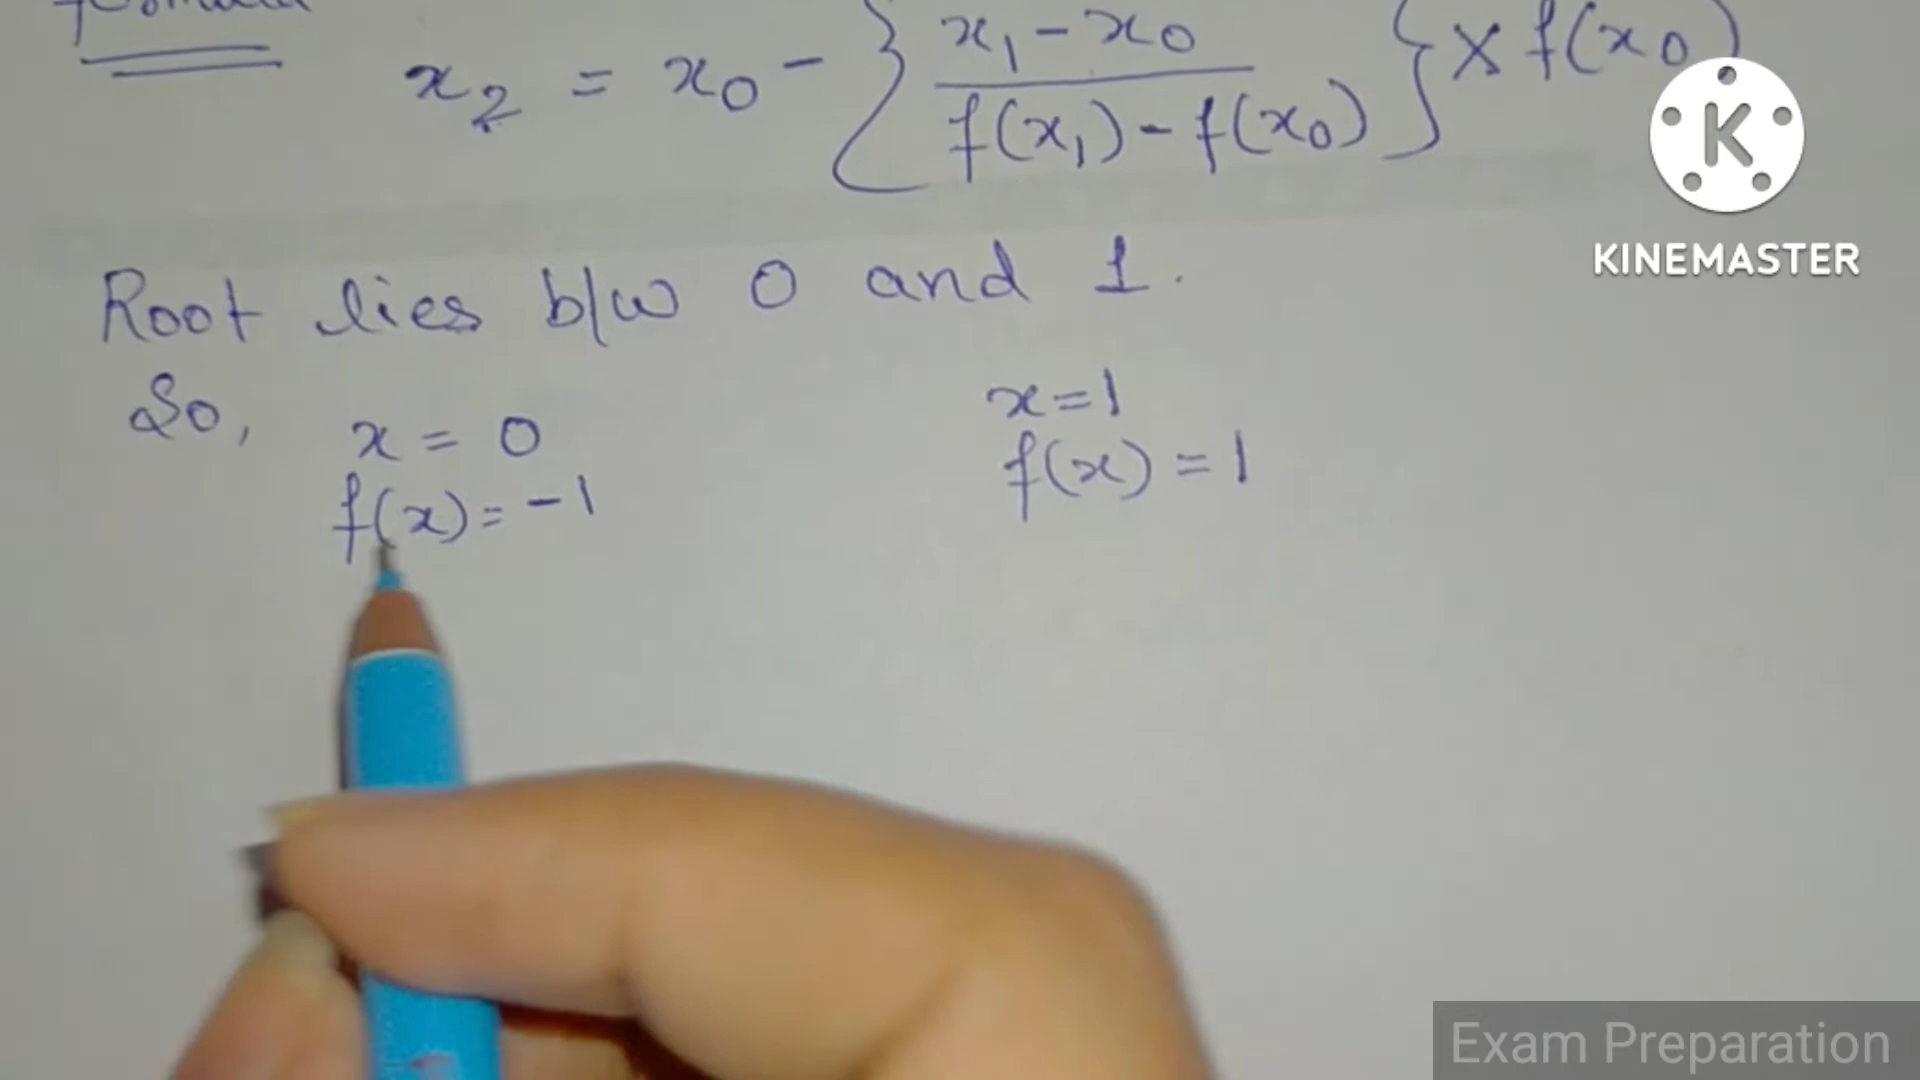 x₂ = x₀ - { x₁ - x₀ / f(x₁) - f(x₀) } × f(x₀)
K
KINEMASTER
Root lies b/w 0 and 1.
So, x = 0
f(x) = -1
x = 1
f(x) = 1
Exam Preparation